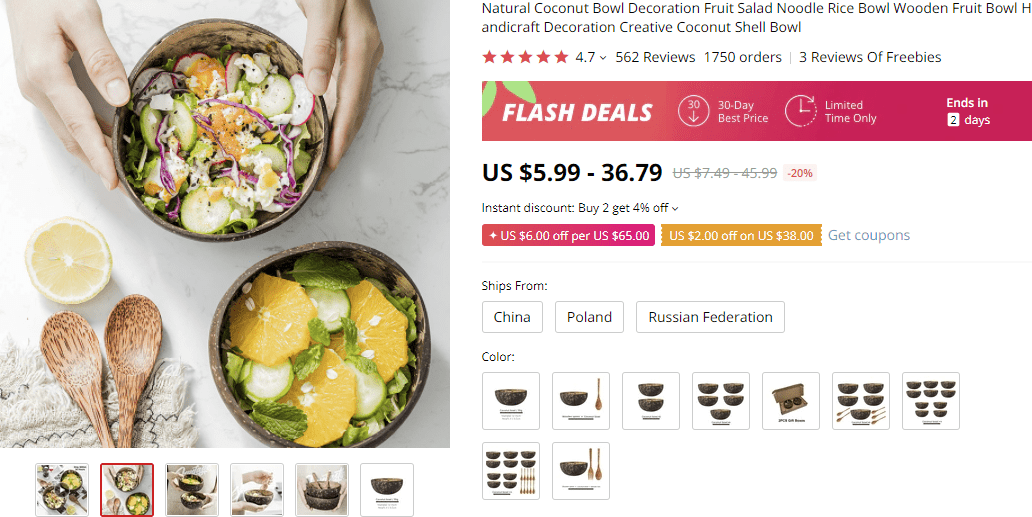 Natural Coconut Bowl Decoration Fruit Salad Noodle Rice Bowl Wooden Fruit Bowl H
andicraft Decoration Creative Coconut Shell Bowl
4.7 562 Reviews 1750 orders 3 Reviews Of Freebies
FLASH DEALS
30
30-Day
Best Price
Limited
Time Only
Ends in
2 days
US $5.99 - 36.79 US $7.49 - 45.99 -20%
Instant discount: Buy 2 get 4% off
US $6.00 off per US $65.00 US $2.00 off on US $38.00 Get coupons
Ships From:
China Poland Russian Federation
Color: